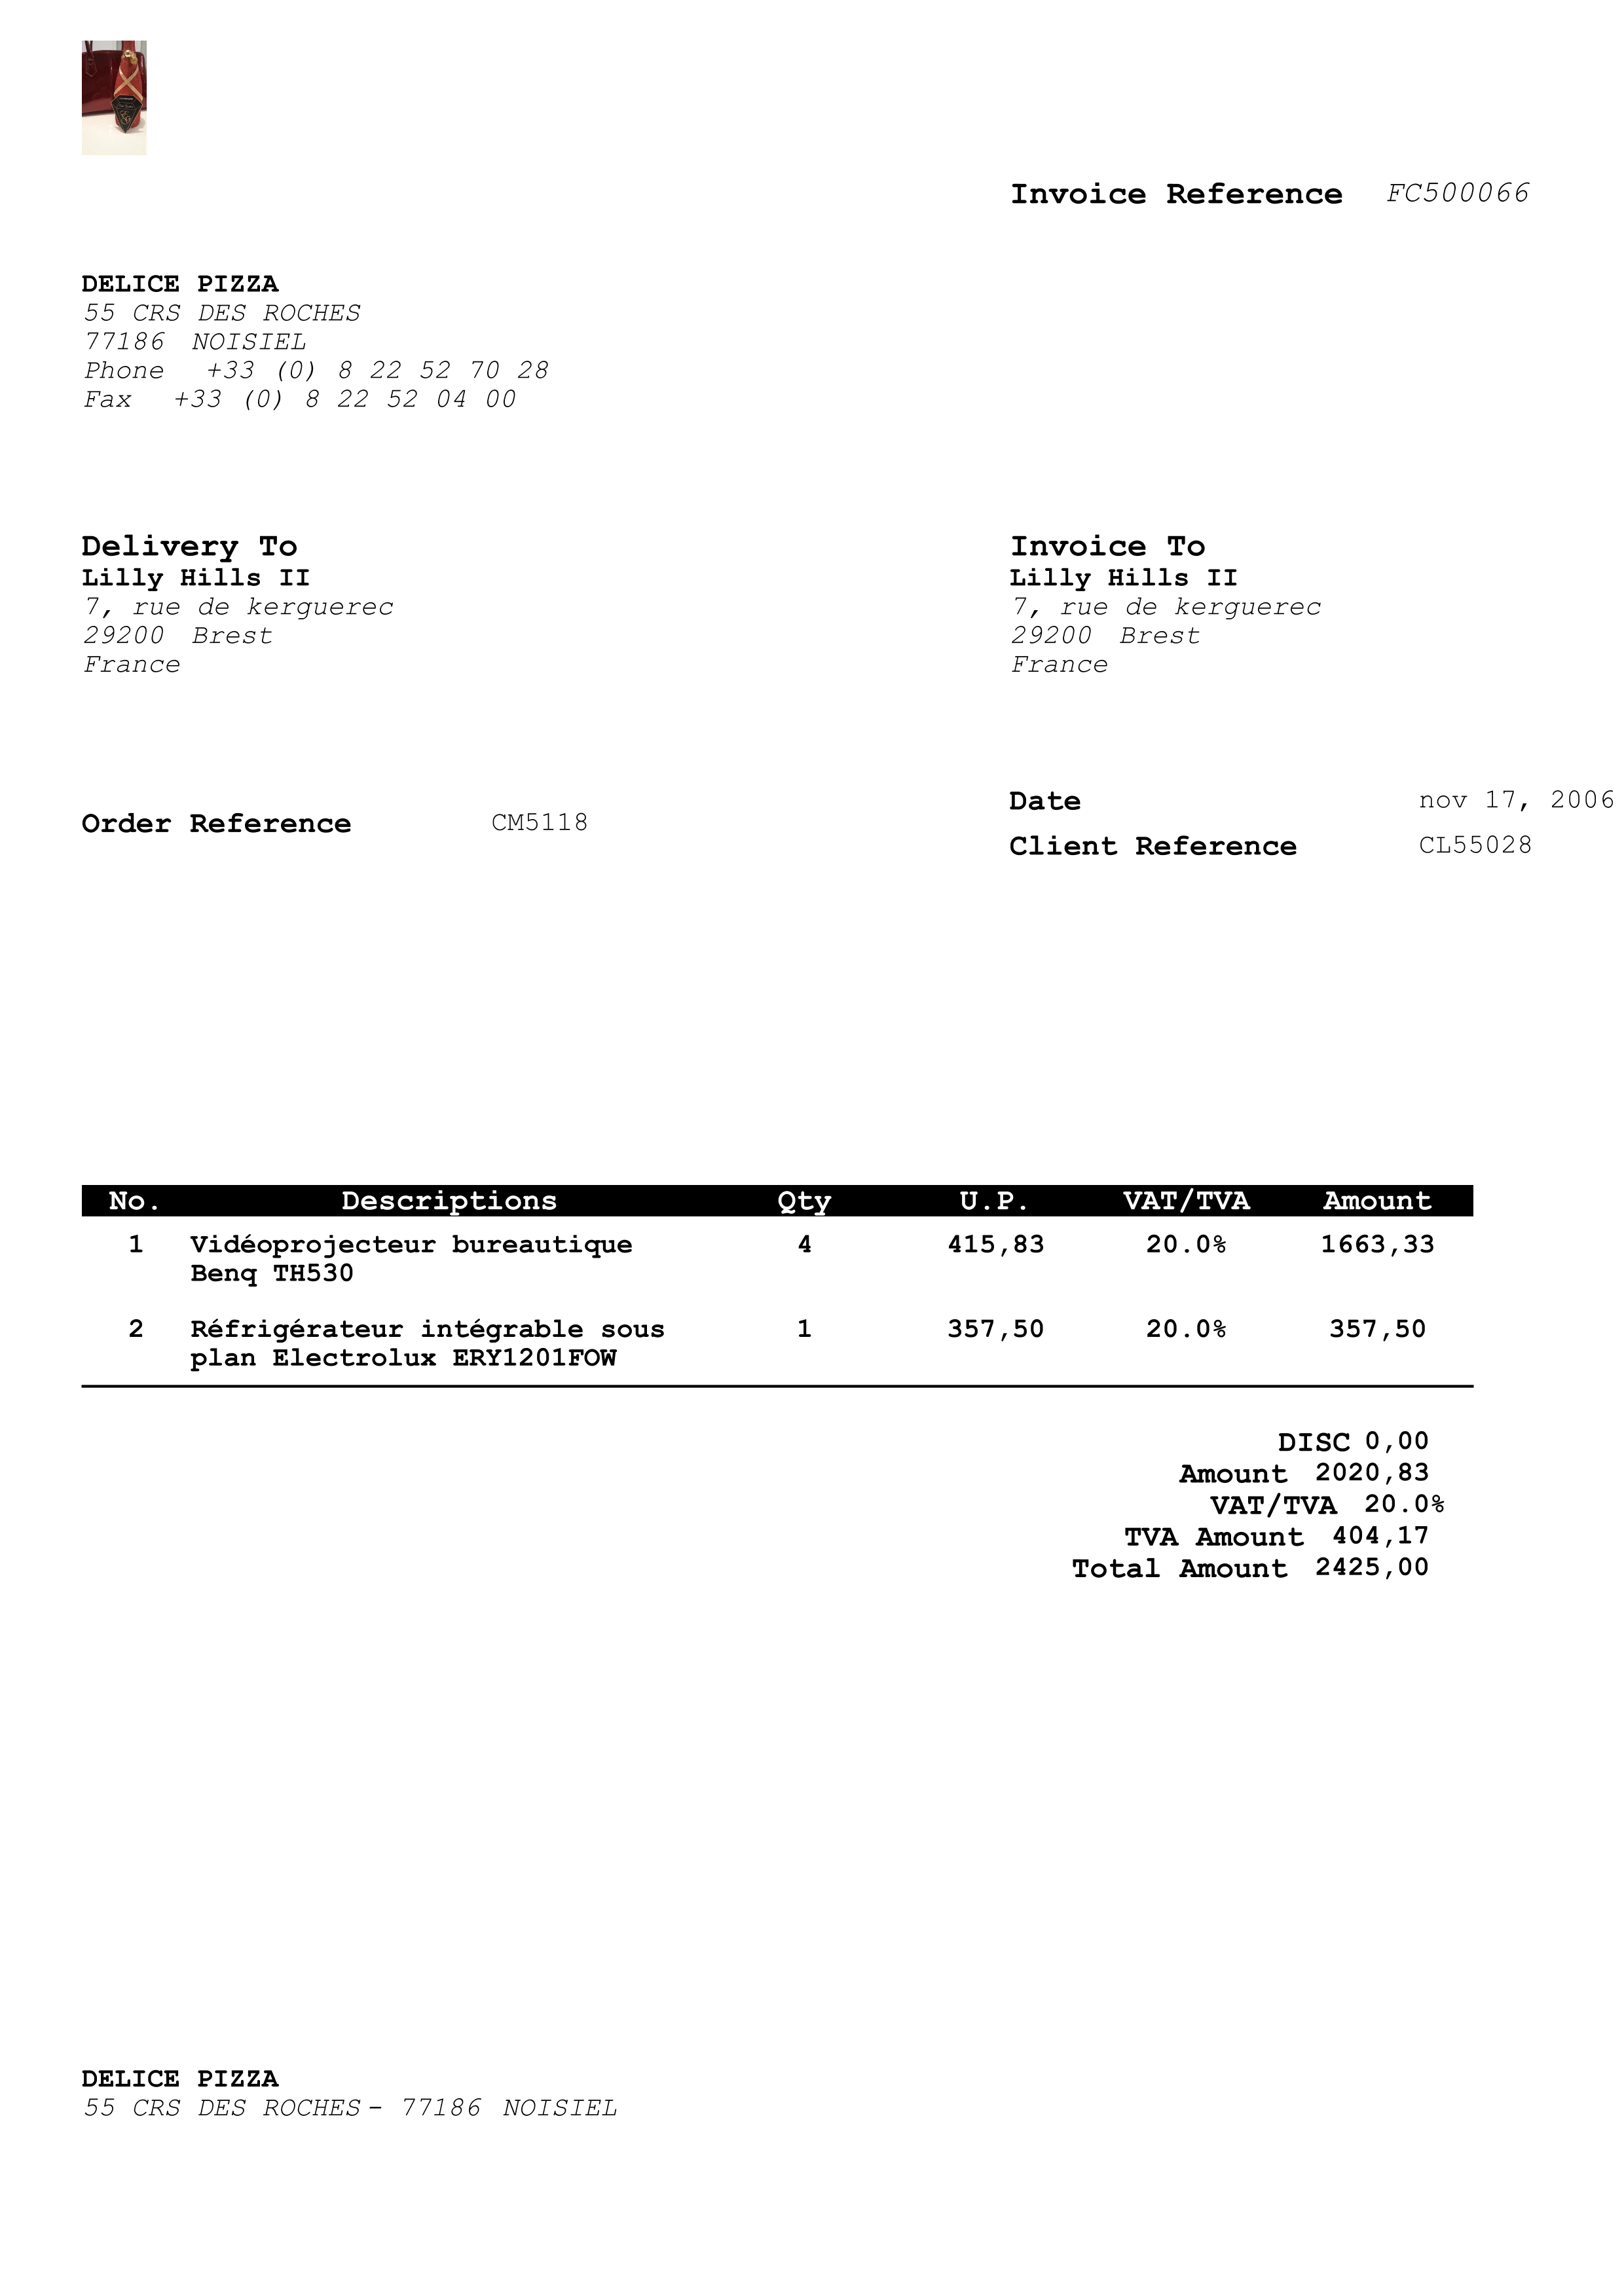 Invoice Reference FC500066
DELICE PIZZA
55 CRS DES ROCHES
77186 NOISIEL
Phone +33 (0) 8 22 52 70 28
Fax +33 (0) 8 22 52 04 00
Delivery To
Lilly Hills II
7, rue de kerguerec
29200 Brest
France
Invoice To
Lilly Hills II
7, rue de kerguerec
29200 Brest
France
Order Reference CM5118
Date nov 17, 2006
Client Reference CL55028
No. Descriptions Qty U.P. VAT/TVA Amount
1 Vidéoprojecteur bureautique 4 415,83 20.0% 1663,33
Benq TH530
2 Réfrigérateur intégrable sous 1 357,50 20.0% 357,50
plan Electrolux ERY1201FOW
DISC 0,00
Amount 2020,83
VAT/TVA 20.0%
TVA Amount 404,17
Total Amount 2425,00
DELICE PIZZA
55 CRS DES ROCHES - 77186 NOISIEL